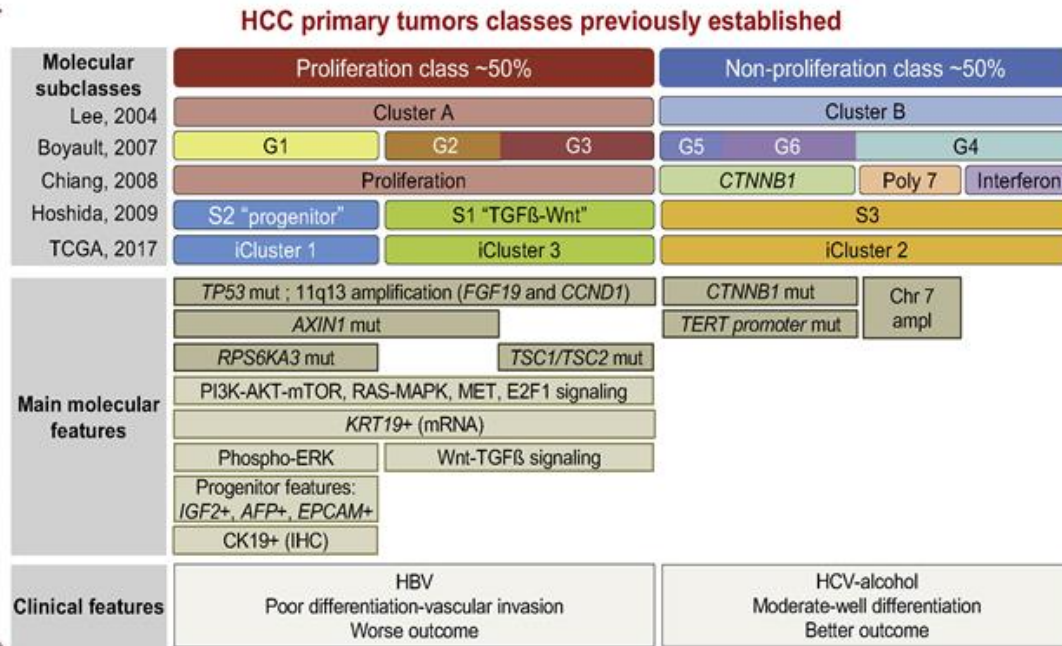 HCC primary tumors classes previously established
Molecular
subclasses
Proliferation class ~50%
Non-proliferation class ~50%
Lee, 2004
Cluster A
Cluster B
Boyault, 2007
G1
G2
G3
G5
G6
G4
Chiang, 2008
Proliferation
CTNNB1
Poly 7
Interferon
Hoshida, 2009
S2 “progenitor”
S1 “TGFß-Wnt”
S3
TCGA, 2017
iCluster 1
iCluster 3
iCluster 2
Main molecular
features
TP53 mut ; 11q13 amplification (FGF19 and CCND1)
CTNNB1 mut
Chr 7
ampl
AXIN1 mut
TERT promoter mut
RPS6KA3 mut
TSC1/TSC2 mut
PI3K-AKT-mTOR, RAS-MAPK, MET, E2F1 signaling
KRT19+ (mRNA)
Phospho-ERK
Wnt-TGFß signaling
Progenitor features:
IGF2+, AFP+, EPCAM+
CK19+ (IHC)
Clinical features
HBV
Poor differentiation-vascular invasion
Worse outcome
HCV-alcohol
Moderate-well differentiation
Better outcome